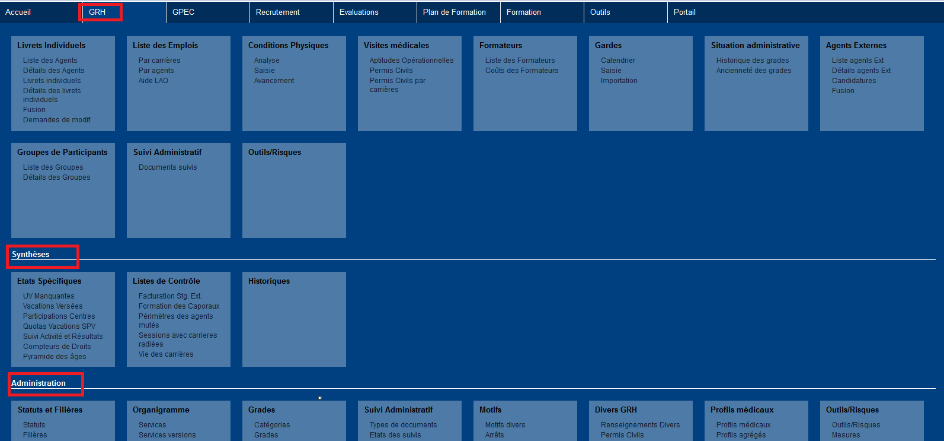 Accueil GRH GPEC Recrutement Evaluations Plan de Formation Formation Outils Portail
Livrets Individuels
Liste des Agents
Détails des Agents
Livrets individuels
Détails des livrets
individuels
Fusion
Demandes de modif
Liste des Emplois
Par carrières
Par agents
Aide LAO
Conditions Physiques
Analyse
Saisie
Avancement
Visites médicales
Aptitudes Opérationnelles
Permis Civils
Permis Civils par
carrières
Formateurs
Liste des Formateurs
Coûts des Formateurs
Gardes
Calendrier
Saisie
Importation
Situation administrative
Historique des grades
Ancienneté des grades
Agents Externes
Liste agents Ext
Détails agents Ext
Candidatures
Fusion
Groupes de Participants
Liste des Groupes
Détails des Groupes
Suivi Administratif
Documents suivis
Outils/Risques
Synthèses
Etats Spécifiques
UV Manquantes
Vacations Versées
Participations Centres
Quotas Vacations SPV
Suivi Activité et Résultats
Compteurs de Droits
Pyramide des âges
Listes de Contrôle
Facturation Stg. Ext.
Formation des Caporaux
Périmètres des agents
mutés
Sessions avec carrieres
radiées
Vie des carrières
Historiques
Administration
Statuts et Filières
Statuts
Filières
Organigramme
Services
Services versions
Grades
Catégories
Grades
Suivi Administratif
Types de documents
Etats des suivis
Motifs
Motifs divers
Arrêts
Divers GRH
Renseignements Divers
Permis Civils
Profils médicaux
Profils médicaux
Profils agrégés
Outils/Risques
Outils/Risques
Mesures